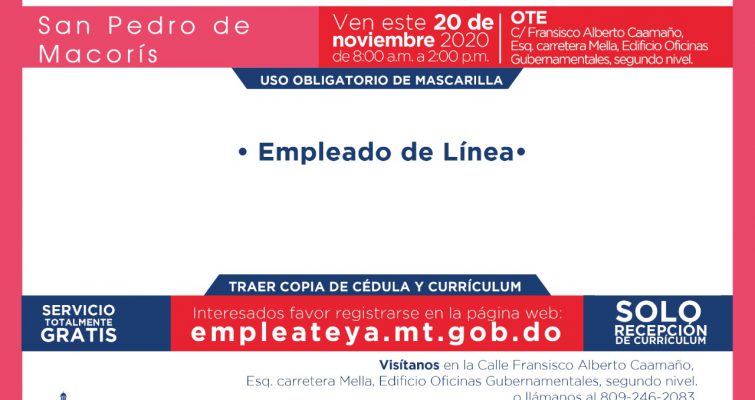 San Pedro de
Macorís
Ven este 20 de
noviembre 2020
de 8:00 a.m. a 2:00 p.m.
OTE
C/ Fransisco Alberto Caamaño,
Esq. carretera Mella, Edificio Oficinas
Gubernamentales, segundo nivel.
USO OBLIGATORIO DE MASCARILLA
• Empleado de Línea•
TRAER COPIA DE CÉDULA Y CURRÍCULUM
SERVICIO
TOTALMENTE
GRATIS
Interesados favor registrarse en la página web:
empleateya.mt.gob.do
SOLO
RECEPCIÓN
DE CURRICULUM
Visítanos en la Calle Fransisco Alberto Caamaño,
Esq. carretera Mella, Edificio Oficinas Gubernamentales, segundo nivel.
o llámanos al 809-246-2083